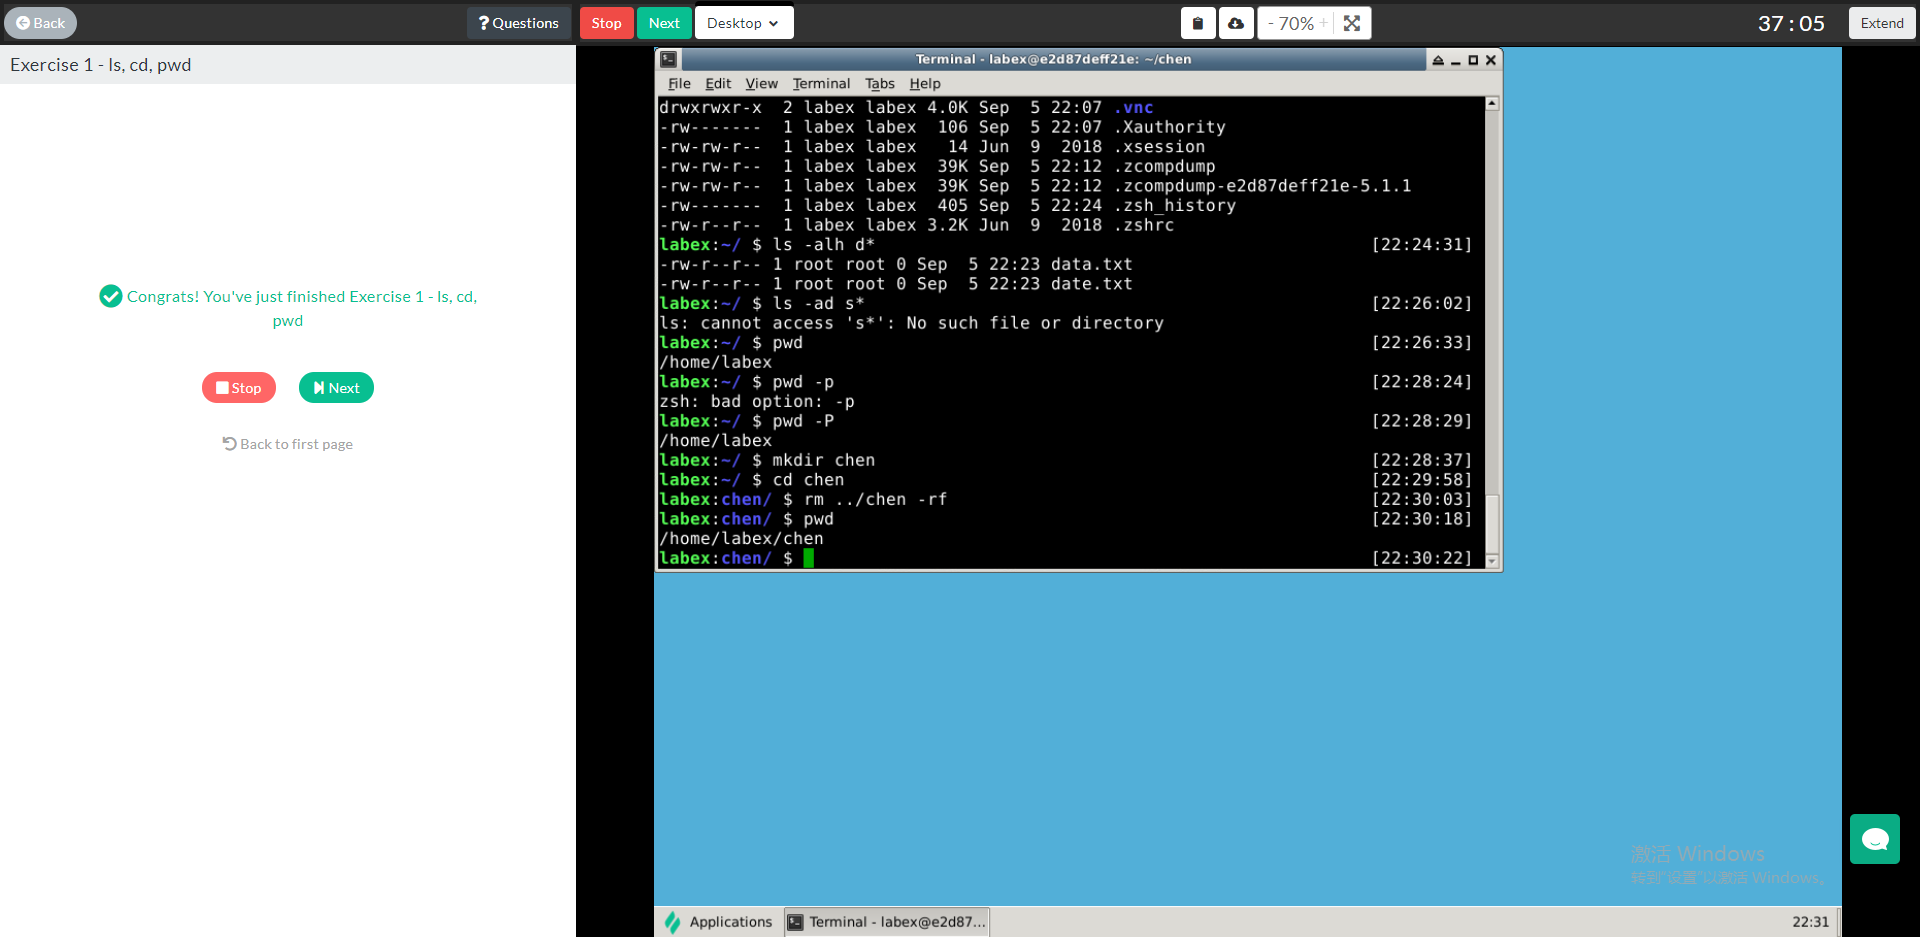 Back
? Questions
Stop
Next
Desktop
- 70% +
37 : 05
Extend
Exercise 1 - ls, cd, pwd
Congrats! You've just finished Exercise 1 - ls, cd,
pwd
Stop
Next
Back to first page
Terminal - labex@e2d87deff21e: ~/chen
File Edit View Terminal Tabs Help
drwxrwxr-x  2 labex labex 4.0K Sep  5 22:07 .vnc
-rw-------  1 labex labex  106 Sep  5 22:07 .Xauthority
-rw-rw-r--  1 labex labex   14 Jun  9  2018 .xsession
-rw-rw-r--  1 labex labex  39K Sep  5 22:12 .zcompdump
-rw-rw-r--  1 labex labex  39K Sep  5 22:12 .zcompdump-e2d87deff21e-5.1.1
-rw-------  1 labex labex  405 Sep  5 22:24 .zsh_history
-rw-r--r--  1 labex labex 3.2K Jun  9  2018 .zshrc
labex:~/ $ ls -alh d* [22:24:31]
-rw-r--r-- 1 root root 0 Sep  5 22:23 data.txt
-rw-r--r-- 1 root root 0 Sep  5 22:23 date.txt
labex:~/ $ ls -ad s* [22:26:02]
ls: cannot access 's*': No such file or directory
labex:~/ $ pwd [22:26:33]
/home/labex
labex:~/ $ pwd -p [22:28:24]
zsh: bad option: -p
labex:~/ $ pwd -P [22:28:29]
/home/labex
labex:~/ $ mkdir chen [22:28:37]
labex:~/ $ cd chen [22:29:58]
labex:chen/ $ rm ../chen -rf [22:30:03]
labex:chen/ $ pwd [22:30:18]
/home/labex/chen
labex:chen/ $ [22:30:22]
激活 Windows
转到"设置"以激活 Windows。
Applications
Terminal - labex@e2d87...
22:31